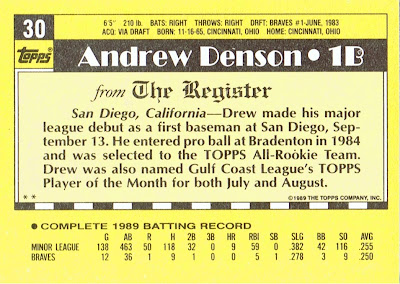 30
6'5" 210 lb. BATS: RIGHT THROWS: RIGHT DRFT: BRAVES #1-JUNE, 1983
ACQ: VIA DRAFT BORN: 11-16-65, CINCINNATI, OHIO HOME: CINCINNATI, OHIO
TOPPS
Andrew Denson • 1B
from The Register
San Diego, California—Drew made his major
league debut as a first baseman at San Diego, Sep-
tember 13. He entered pro ball at Bradenton in 1984
and was selected to the TOPPS All-Rookie Team.
Drew was also named Gulf Coast League's TOPPS
Player of the Month for both July and August.
** ©1989 THE TOPPS COMPANY, INC.
• COMPLETE 1989 BATTING RECORD
G AB R H 2B 3B HR RBI SB SLG BB SO AVG
MINOR LEAGUE 138 463 50 118 32 0 9 59 0 .382 42 116 .255
BRAVES 12 36 1 9 1 0 0 5 1 .278 3 9 .250